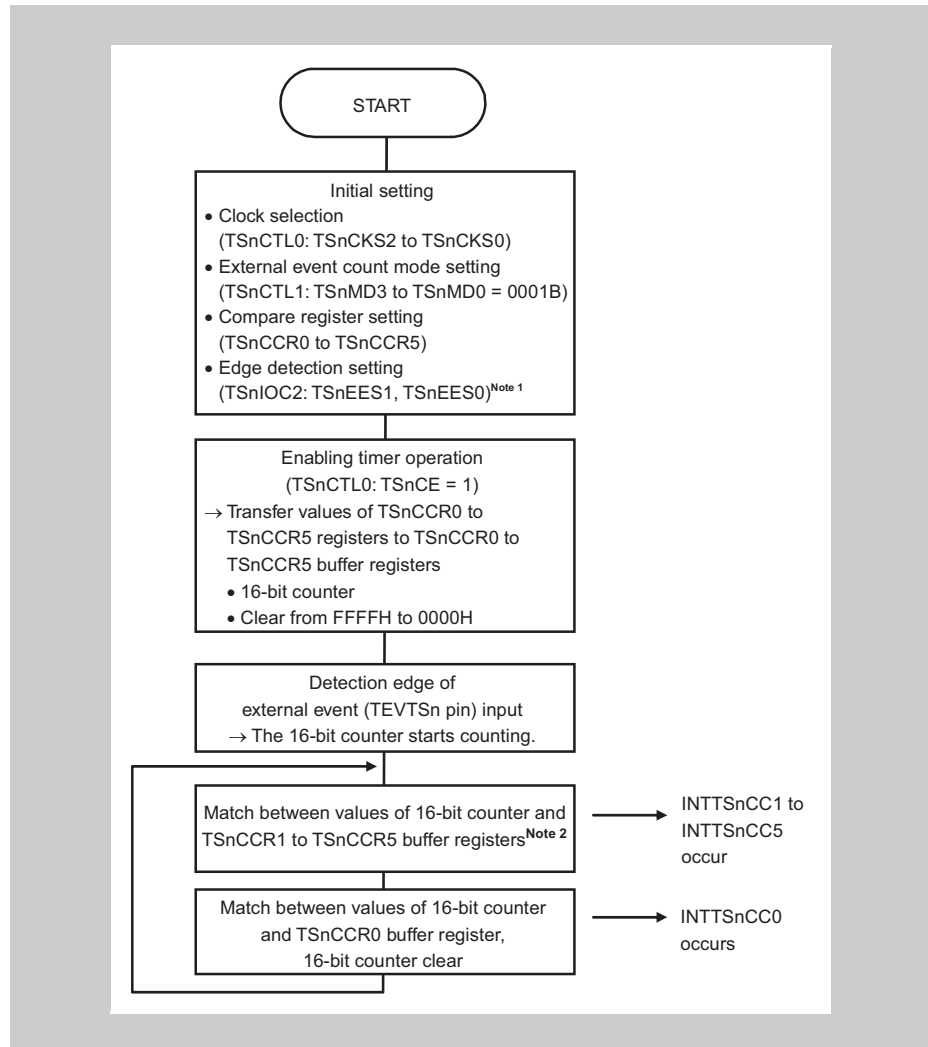 START
Initial setting
• Clock selection
(TSnCTL0: TSnCKS2 to TSnCKS0)
• External event count mode setting
(TSnCTL1: TSnMD3 to TSnMD0 = 0001B)
• Compare register setting
(TSnCCR0 to TSnCCR5)
• Edge detection setting
(TSnIOC2: TSnEES1, TSnEES0)Note 1
Enabling timer operation
(TSnCTL0: TSnCE = 1)
→ Transfer values of TSnCCR0 to
TSnCCR5 registers to TSnCCR0 to
TSnCCR5 buffer registers
• 16-bit counter
• Clear from FFFFH to 0000H
Detection edge of
external event (TEVTSn pin) input
→ The 16-bit counter starts counting.
Match between values of 16-bit counter and
TSnCCR1 to TSnCCR5 buffer registersNote 2
INTTSnCC1 to
INTTSnCC5
occur
Match between values of 16-bit counter
and TSnCCR0 buffer register,
16-bit counter clear
INTTSnCC0
occurs